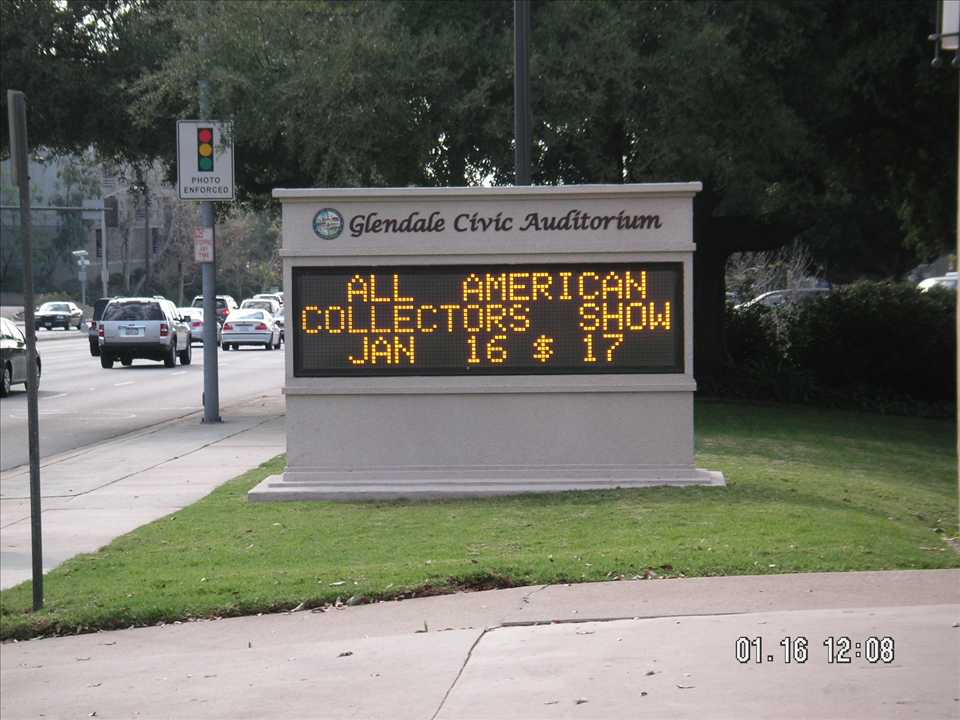 PHOTO
ENFORCED
Glendale Civic Auditorium
ALL AMERICAN
COLLECTORS SHOW
JAN 16 $ 17
01.16 12:08